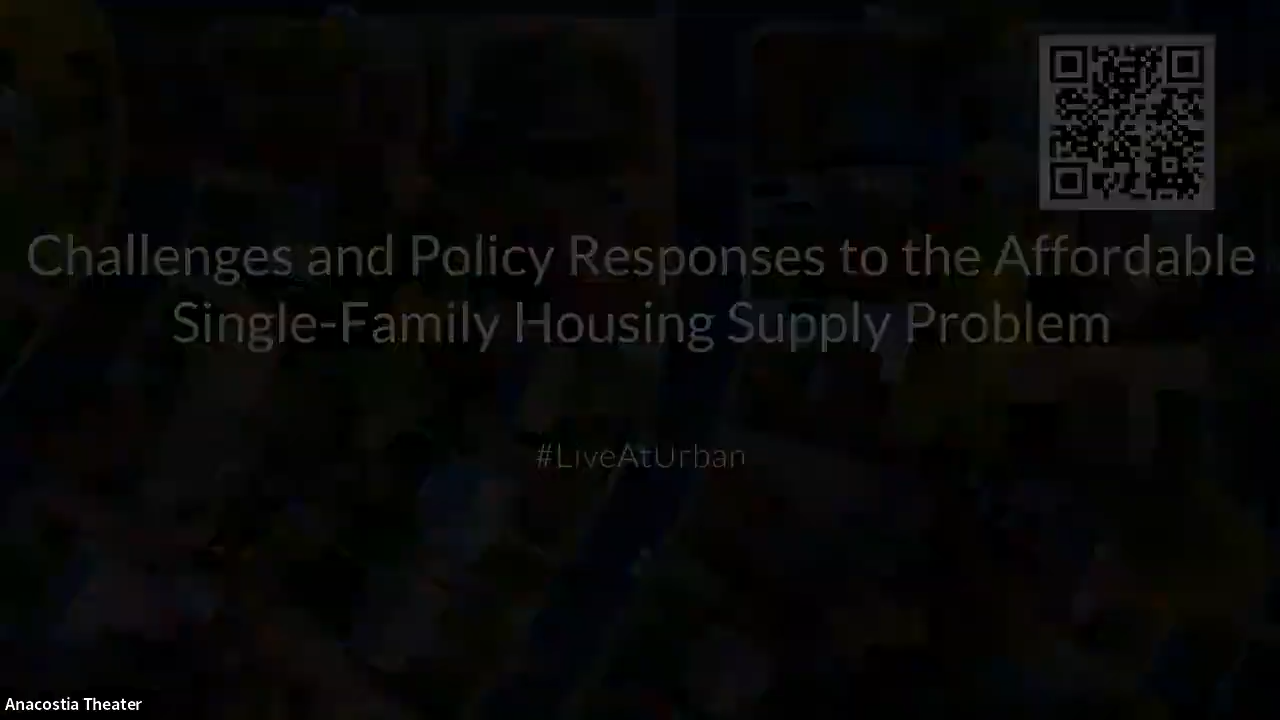 Challenges and Policy Responses to the Affordable
Single-Family Housing Supply Problem
#LiveAtUrban
Anacostia Theater